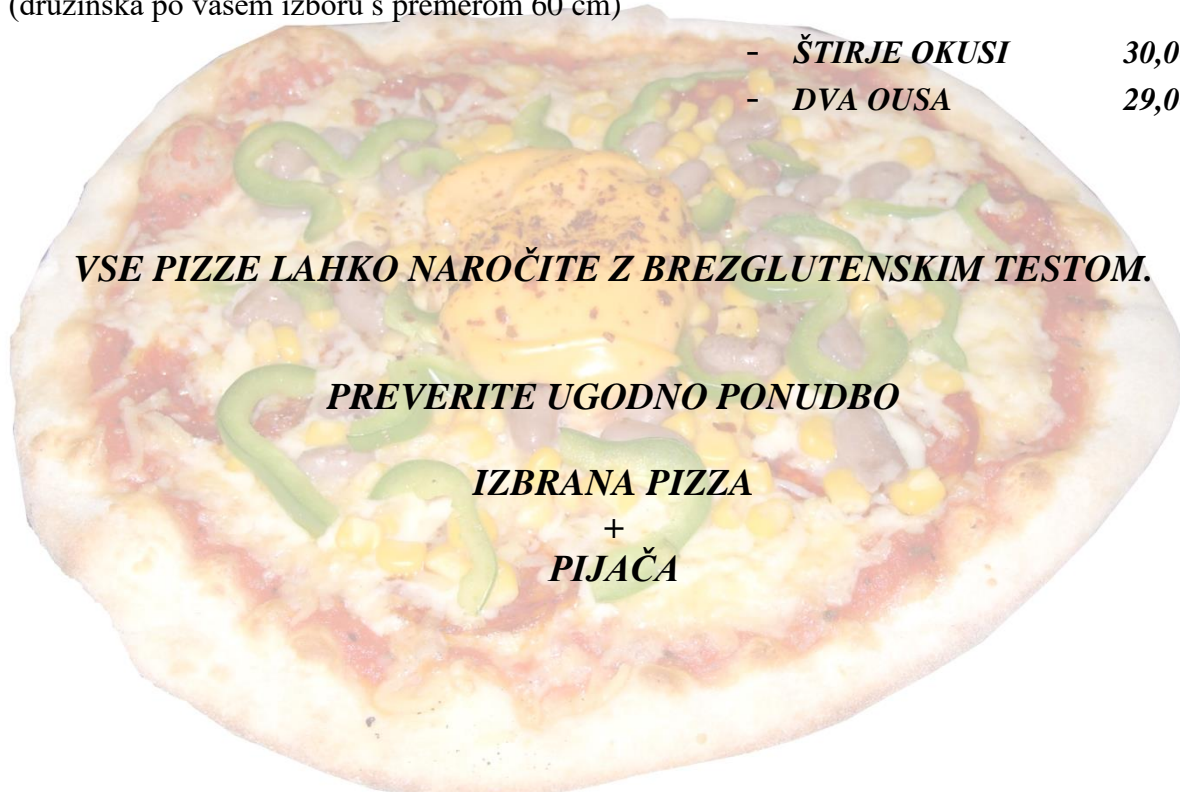 (družinska po vašem izboru s premerom 60 cm)
- ŠTIRJE OKUSI 30,0
- DVA OUSA 29,0
VSE PIZZE LAHKO NAROČITE Z BREZGLUTENSKIM TESTOM.
PREVERITE UGODNO PONUDBO
IZBRANA PIZZA
+
PIJAČA